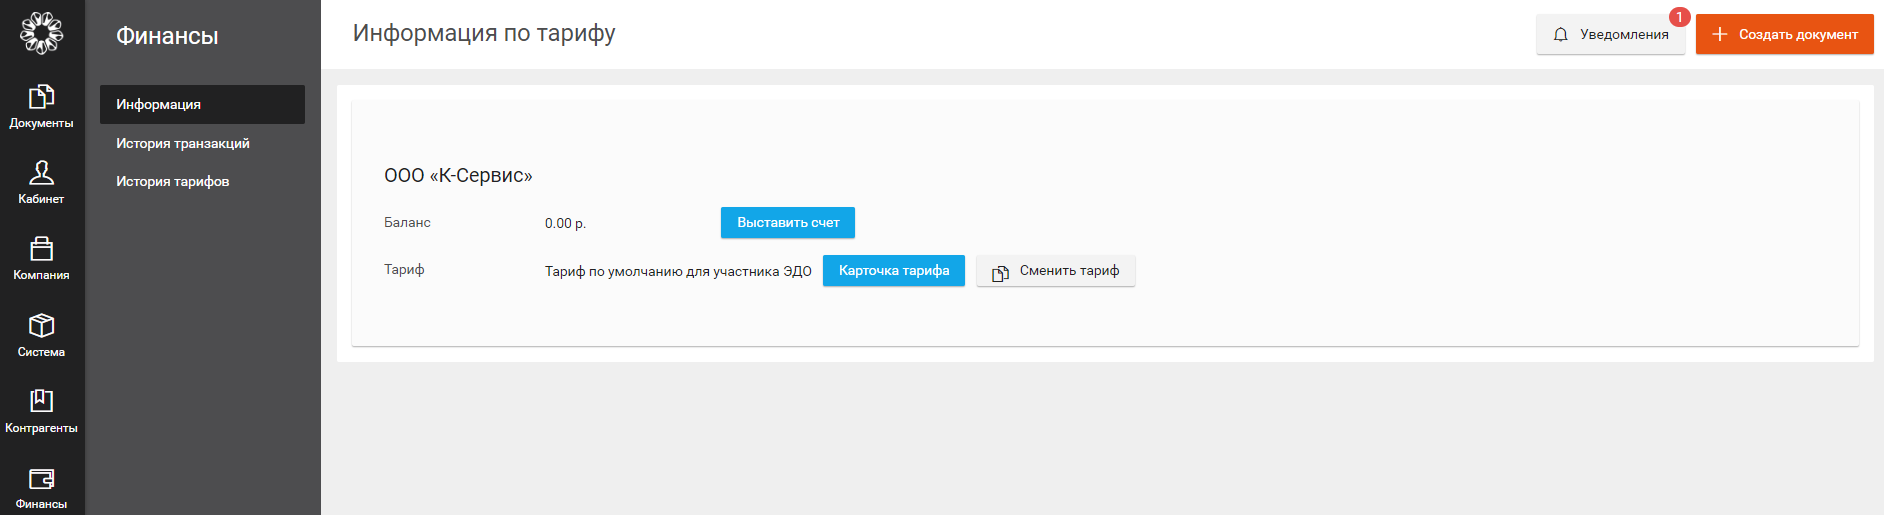 Документы
Кабинет
Компания
Система
Контрагенты
Финансы
Финансы
Информация
История транзакций
История тарифов
Информация по тарифу
Уведомления 1
Создать документ
ООО «К-Сервис»
Баланс 0.00 р. Выставить счет
Тариф Тариф по умолчанию для участника ЭДО Карточка тарифа Сменить тариф